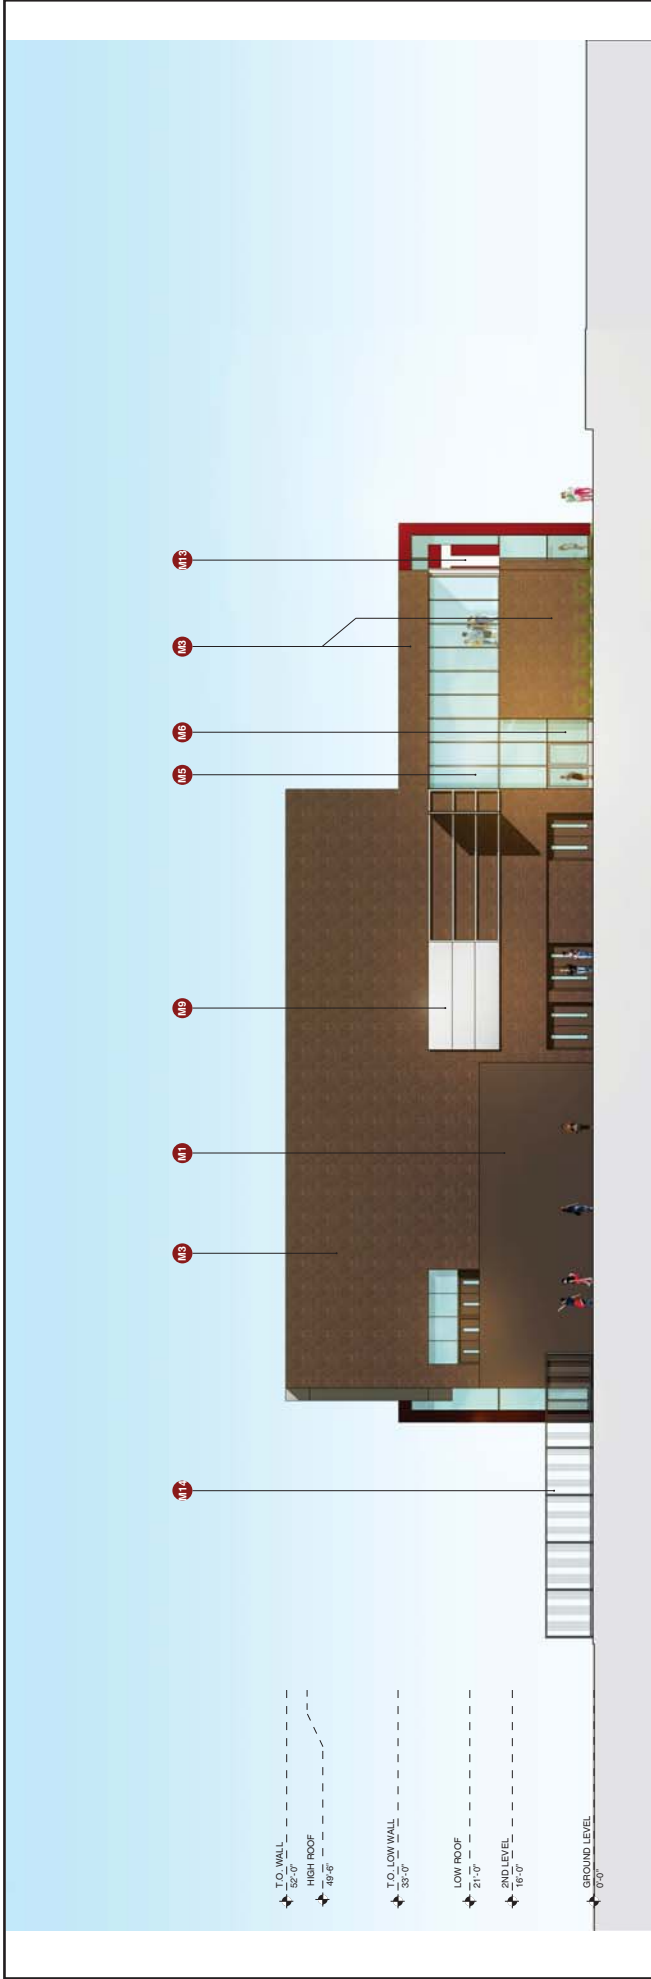 M14
M3
M1
M9
M5
M6
M3
M13
T.O. WALL
52'-0"
HIGH ROOF
49'-6"
T.O. LOW WALL
33'-0"
LOW ROOF
21'-0"
2ND LEVEL
16'-0"
GROUND LEVEL
0'-0"